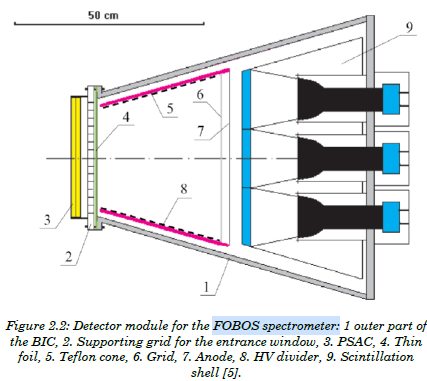 50 cm
9
6
5
4
7
8
3
2
1
Figure 2.2: Detector module for the FOBOS spectrometer: 1 outer part of
the BIC, 2. Supporting grid for the entrance window, 3. PSAC, 4. Thin
foil, 5. Teflon cone, 6. Grid, 7. Anode, 8. HV divider, 9. Scintillation
shell [5].